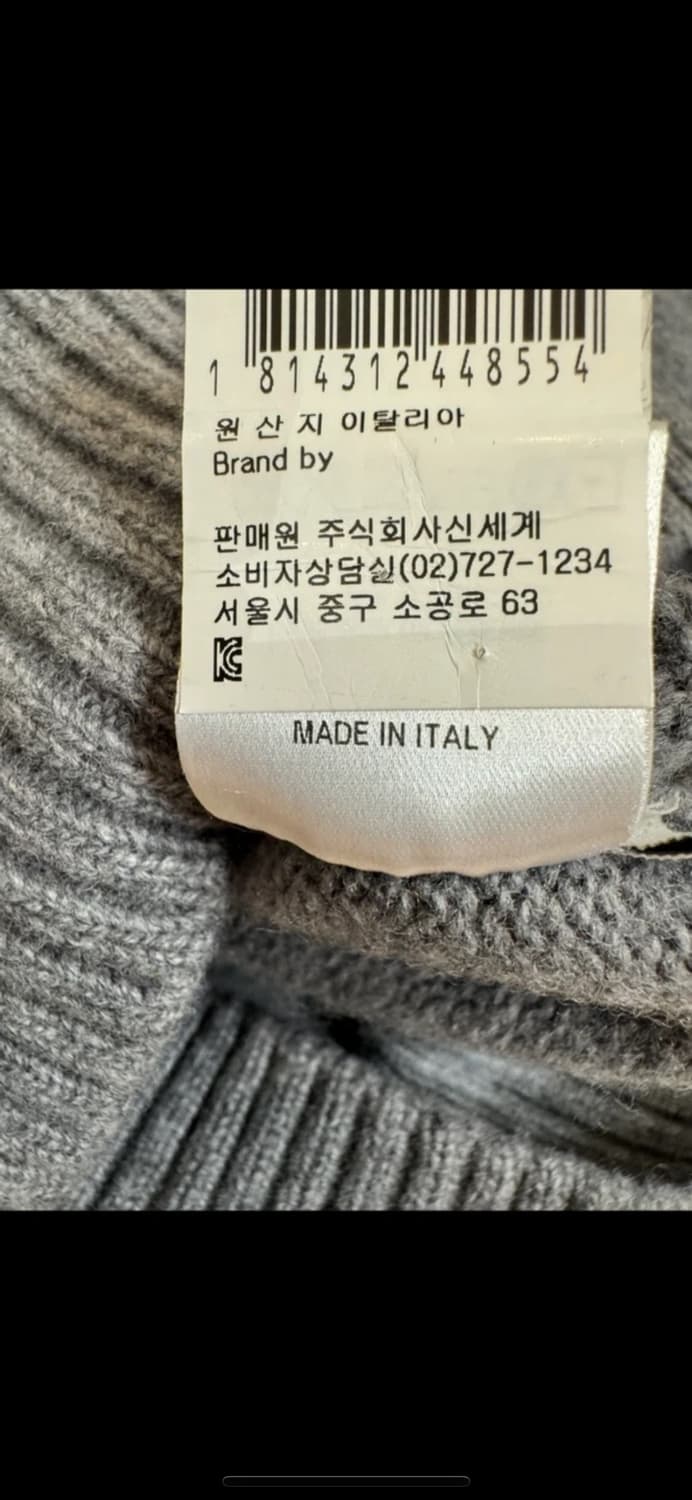 1 814312 448554
원 산 지 이탈리아
Brand by
판매원 주식회사신세계
소비자상담실(02)727-1234
서울시 중구 소공로 63
KC
MADE IN ITALY